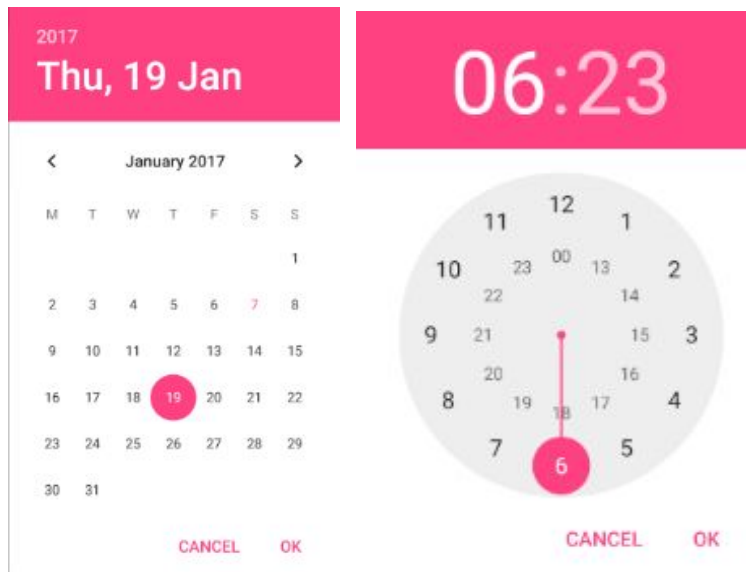 2017
Thu, 19 Jan
January 2017
M T W T F S S
1
2 3 4 5 6 7 8
9 10 11 12 13 14 15
16 17 18 19 20 21 22
23 24 25 26 27 28 29
30 31
CANCEL OK
06:23
12
11 1
00
23 13
10 2
22 14
9 21 15 3
20 16
8 4
19 17
18
7 5
6
CANCEL OK